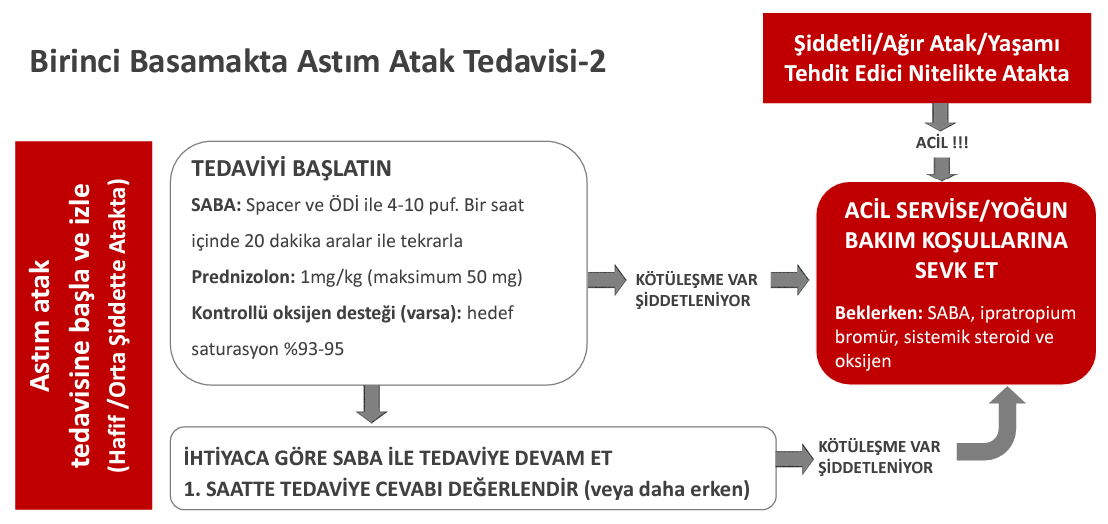 Birinci Basamakta Astım Atak Tedavisi-2
Şiddetli/Ağır Atak/Yaşamı
Tehdit Edici Nitelikte Atakta
ACİL !!!
Astım atak
tedavisine başla ve izle
(Hafif /Orta Şiddette Atakta)
TEDAVİYİ BAŞLATIN
SABA: Spacer ve ÖDİ ile 4-10 puf. Bir saat
içinde 20 dakika aralar ile tekrarla
Prednizolon: 1mg/kg (maksimum 50 mg)
Kontrollü oksijen desteği (varsa): hedef
saturasyon %93-95
KÖTÜLEŞME VAR
ŞİDDETLENİYOR
ACİL SERVİSE/YOĞUN
BAKIM KOŞULLARINA
SEVK ET
Beklerken: SABA, ipratropium
bromür, sistemik steroid ve
oksijen
İHTİYACA GÖRE SABA İLE TEDAVİYE DEVAM ET
1. SAATTE TEDAVİYE CEVABI DEĞERLENDİR (veya daha erken)
KÖTÜLEŞME VAR
ŞİDDETLENİYOR